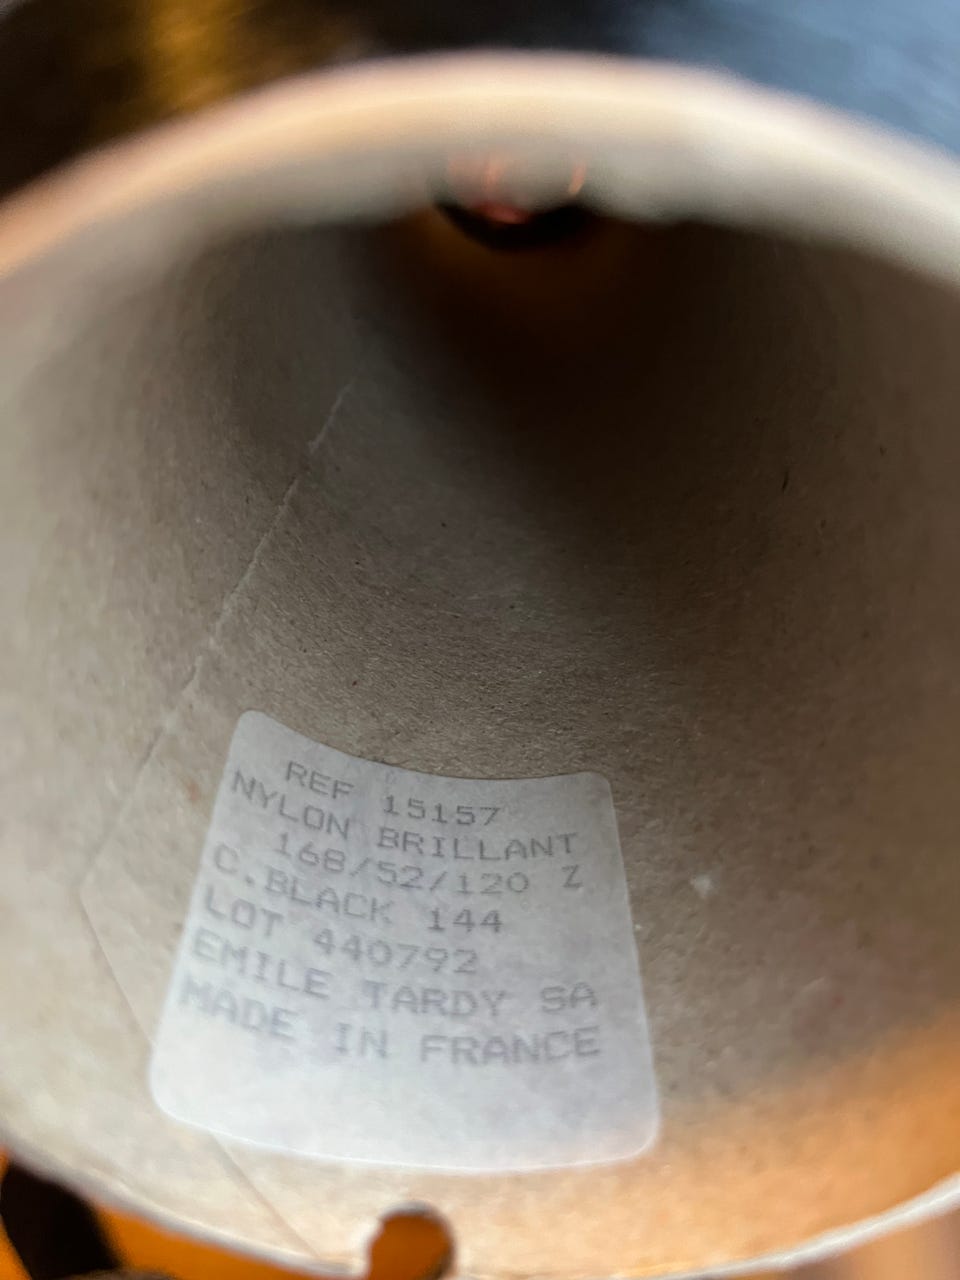 REF 15157
NYLON BRILLANT
168/52/120 Z
C.BLACK 144
LOT 440792
EMILE TARDY SA
MADE IN FRANCE